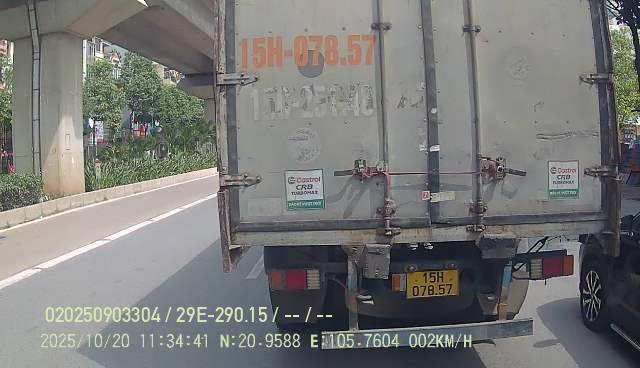 15H-078.57
Castrol
CRB
TURBOMAX
Castrol
CRB
TURBOMAX
15H
078.57
020250903304 / 29E-290.15 / -- / --
2025/10/20 11:34:41 N:20.9588 E:105.7604 002KM/H